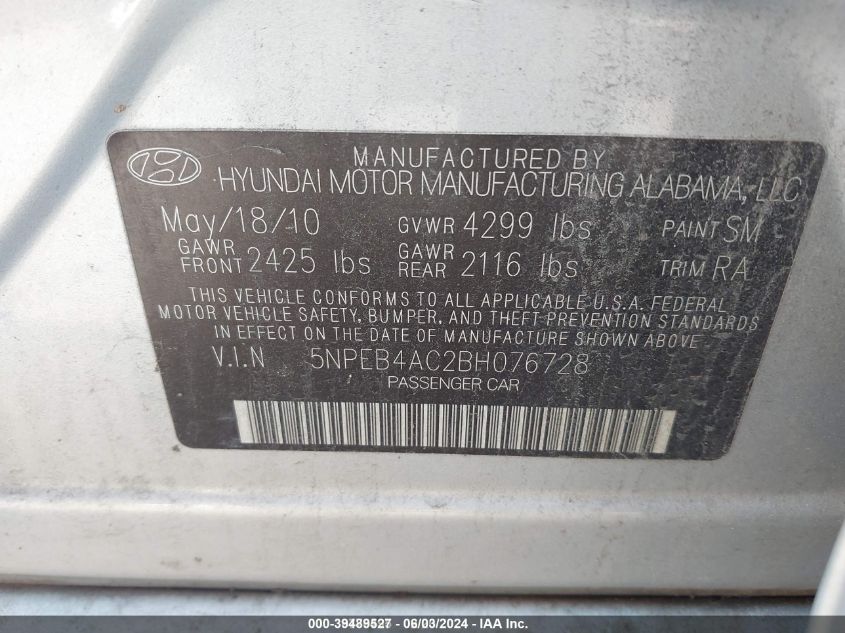 MANUFACTURED BY
HYUNDAI MOTOR MANUFACTURING ALABAMA, LLC
May/18/10 GVWR 4299 lbs PAINT SM
GAWR FRONT 2425 lbs GAWR REAR 2116 lbs TRIM RA
THIS VEHICLE CONFORMS TO ALL APPLICABLE U.S.A. FEDERAL
MOTOR VEHICLE SAFETY, BUMPER, AND THEFT PREVENTION STANDARDS
IN EFFECT ON THE DATE OF MANUFACTURE SHOWN ABOVE
V.I.N 5NPEB4AC2BH076728
PASSENGER CAR
000-39489527 - 06/03/2024 - COPYRIGHT IAA, LLC.